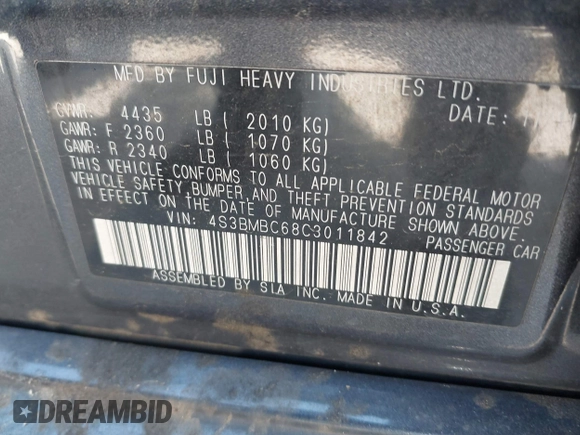 MFD BY FUJI HEAVY INDUSTRIES LTD.
GVWR: 4435 LB ( 2010 KG) DATE:
GAWR: F 2360 LB ( 1070 KG)
GAWR: R 2340 LB ( 1060 KG)
THIS VEHICLE CONFORMS TO ALL APPLICABLE FEDERAL MOTOR
VEHICLE SAFETY, BUMPER AND THEFT PREVENTION STANDARDS
IN EFFECT ON THE DATE OF MANUFACTURE SHOWN ABOVE.
VIN: 4S3BMBC68C3011842 PASSENGER CAR
ASSEMBLED BY SIA INC. MADE IN U.S.A.
DREAMBID